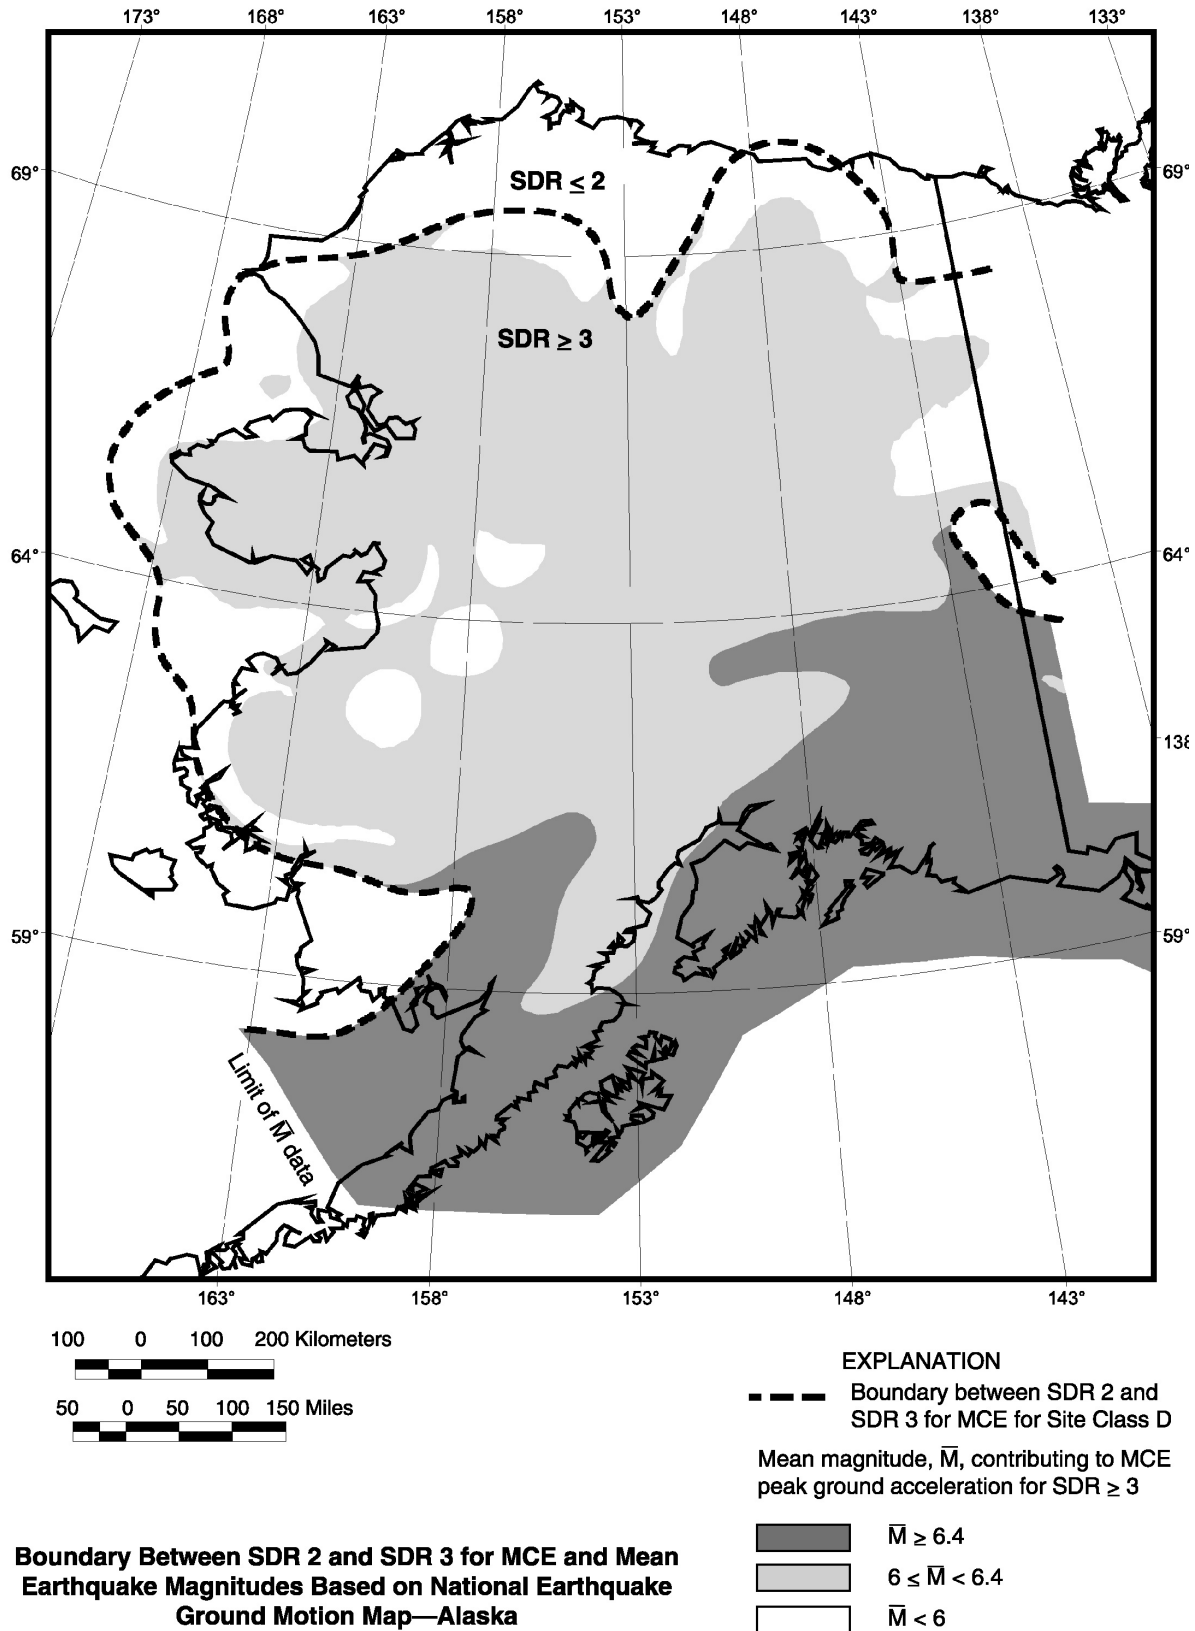 173° 168° 163° 158° 153° 148° 143° 138° 133°
69° 69°
SDR ≤ 2
SDR ≥ 3
64° 64°
138
59° 59°
Limit of M̅ data
163° 158° 153° 148° 143°
100 0 100 200 Kilometers
50 0 50 100 150 Miles
EXPLANATION
Boundary between SDR 2 and
SDR 3 for MCE for Site Class D
Mean magnitude, M̅, contributing to MCE
peak ground acceleration for SDR ≥ 3
M̅ ≥ 6.4
6 ≤ M̅ < 6.4
M̅ < 6
Boundary Between SDR 2 and SDR 3 for MCE and Mean
Earthquake Magnitudes Based on National Earthquake
Ground Motion Map—Alaska